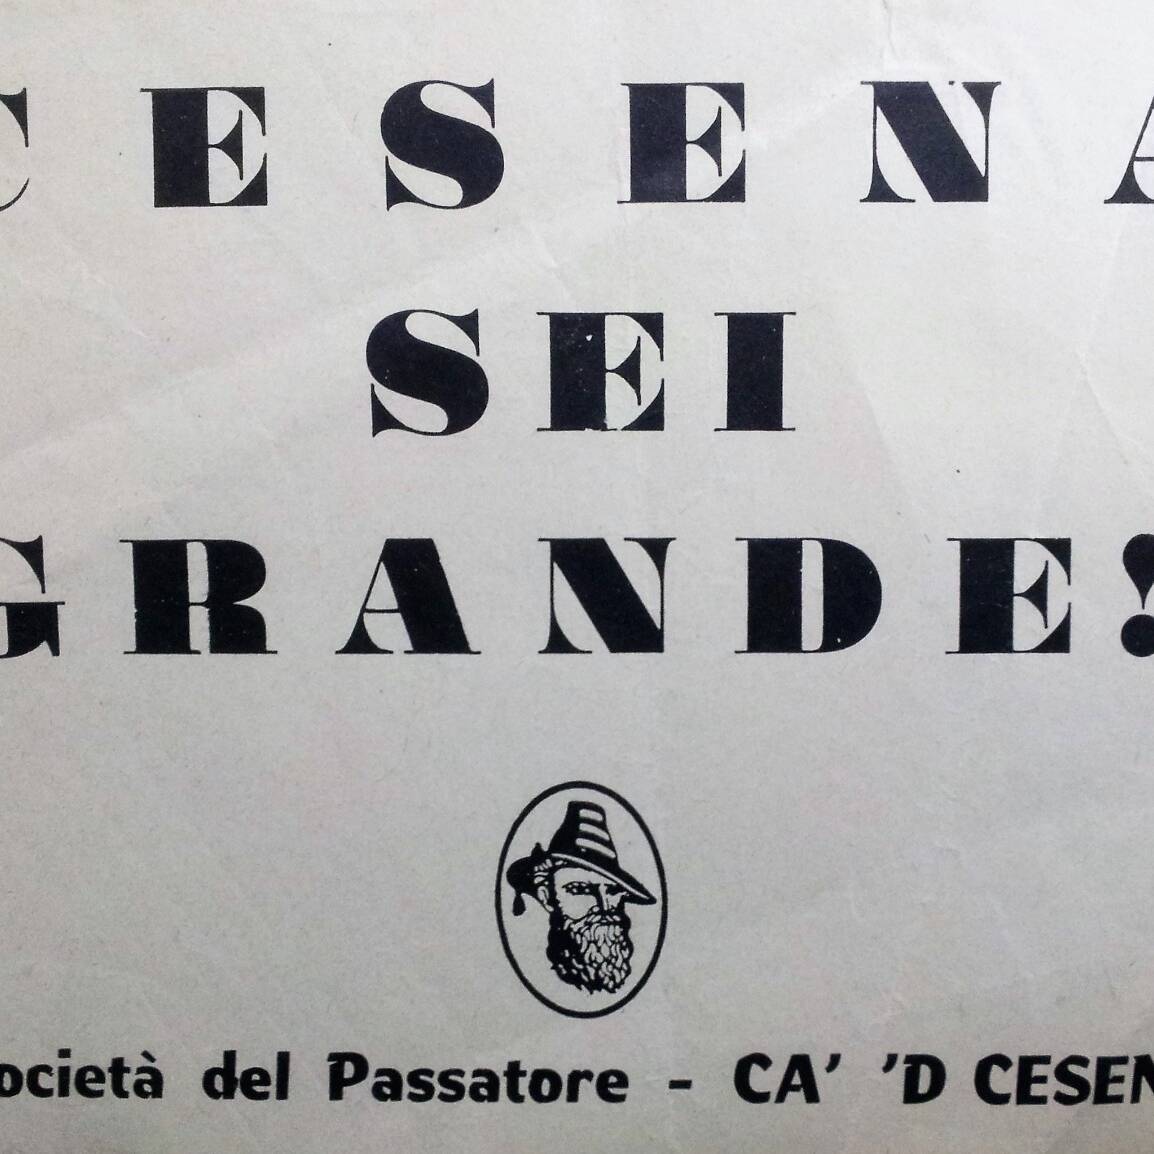 CESENA
SEI
GRANDE!
ocietà del Passatore - CA' 'D CESEN